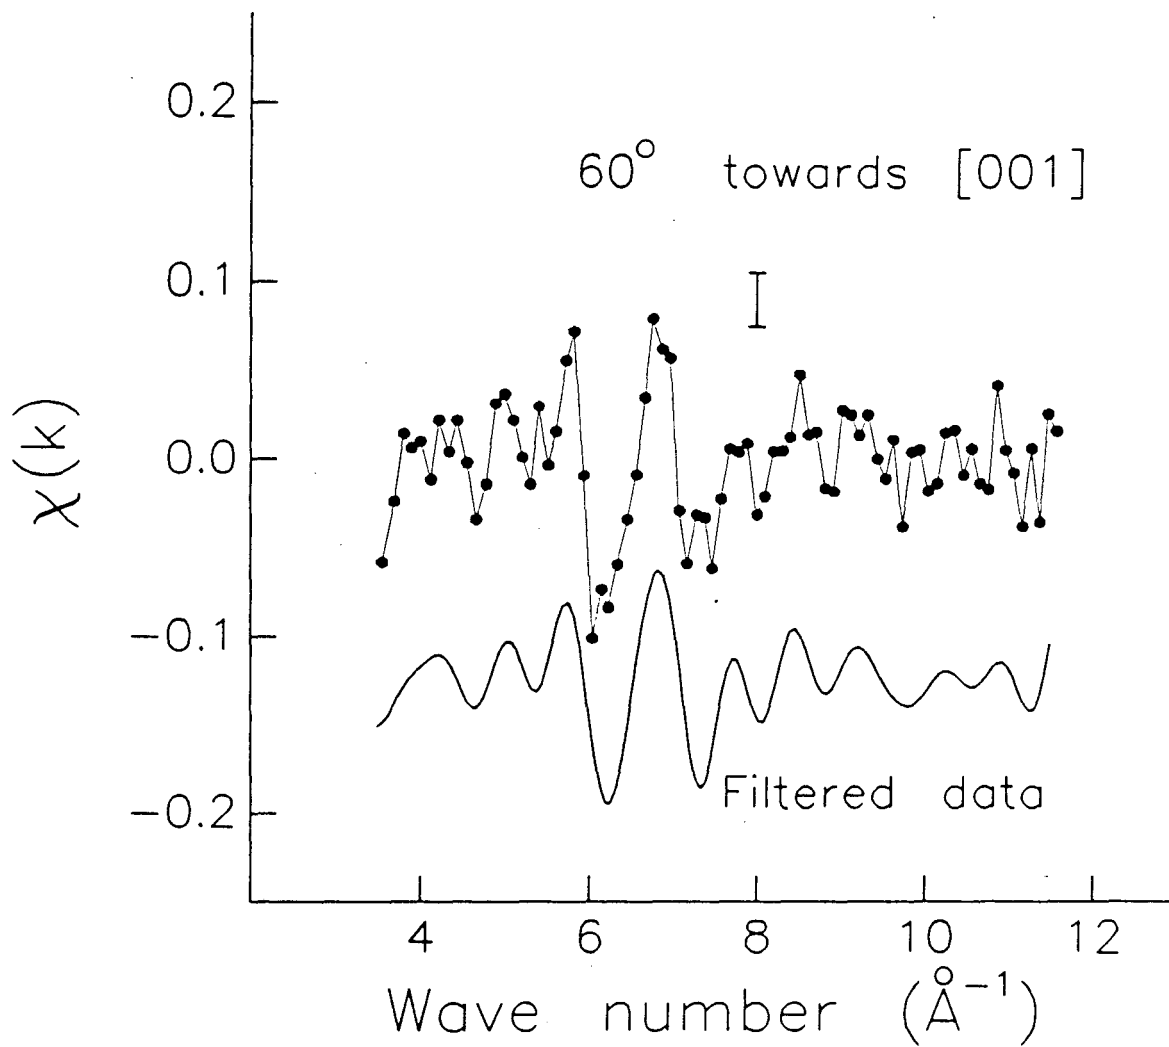 0.2
60° towards [001]
0.1
0.0
χ(k)
−0.1
Filtered data
−0.2
4 6 8 10 12
Wave number (Å⁻¹)